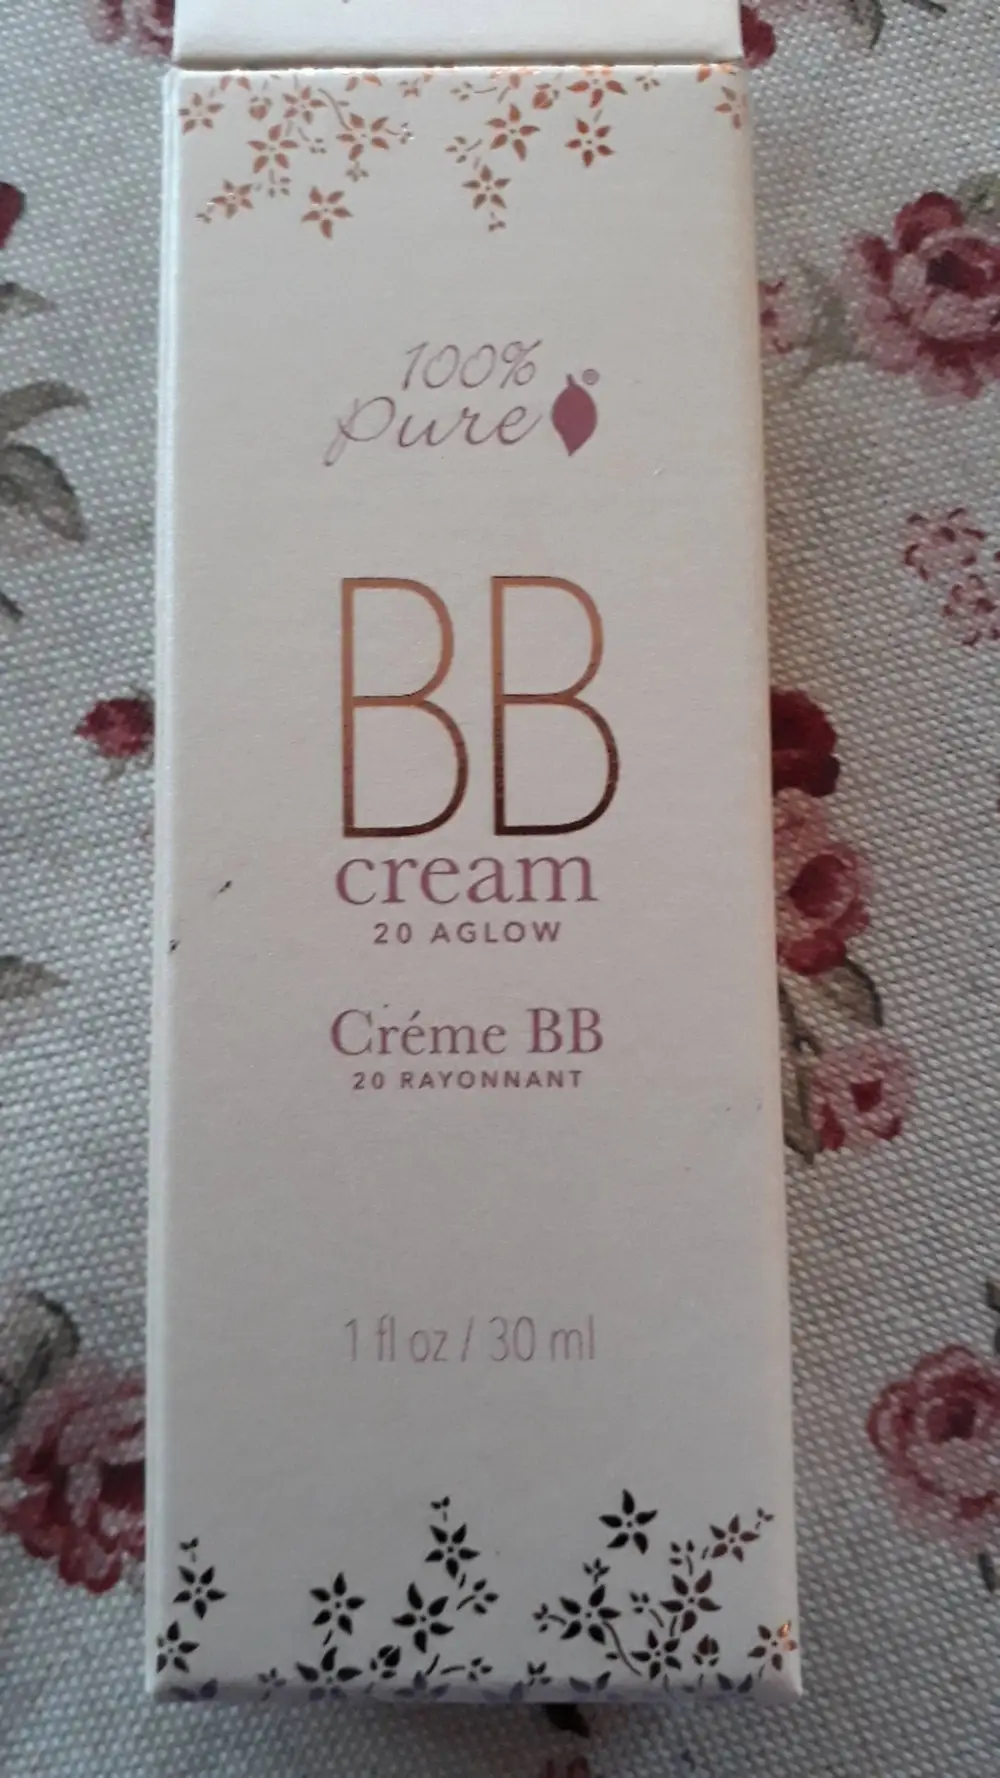 100%
Pure®
BB
cream
20 AGLOW
Créme BB
20 RAYONNANT
1 fl oz / 30 ml